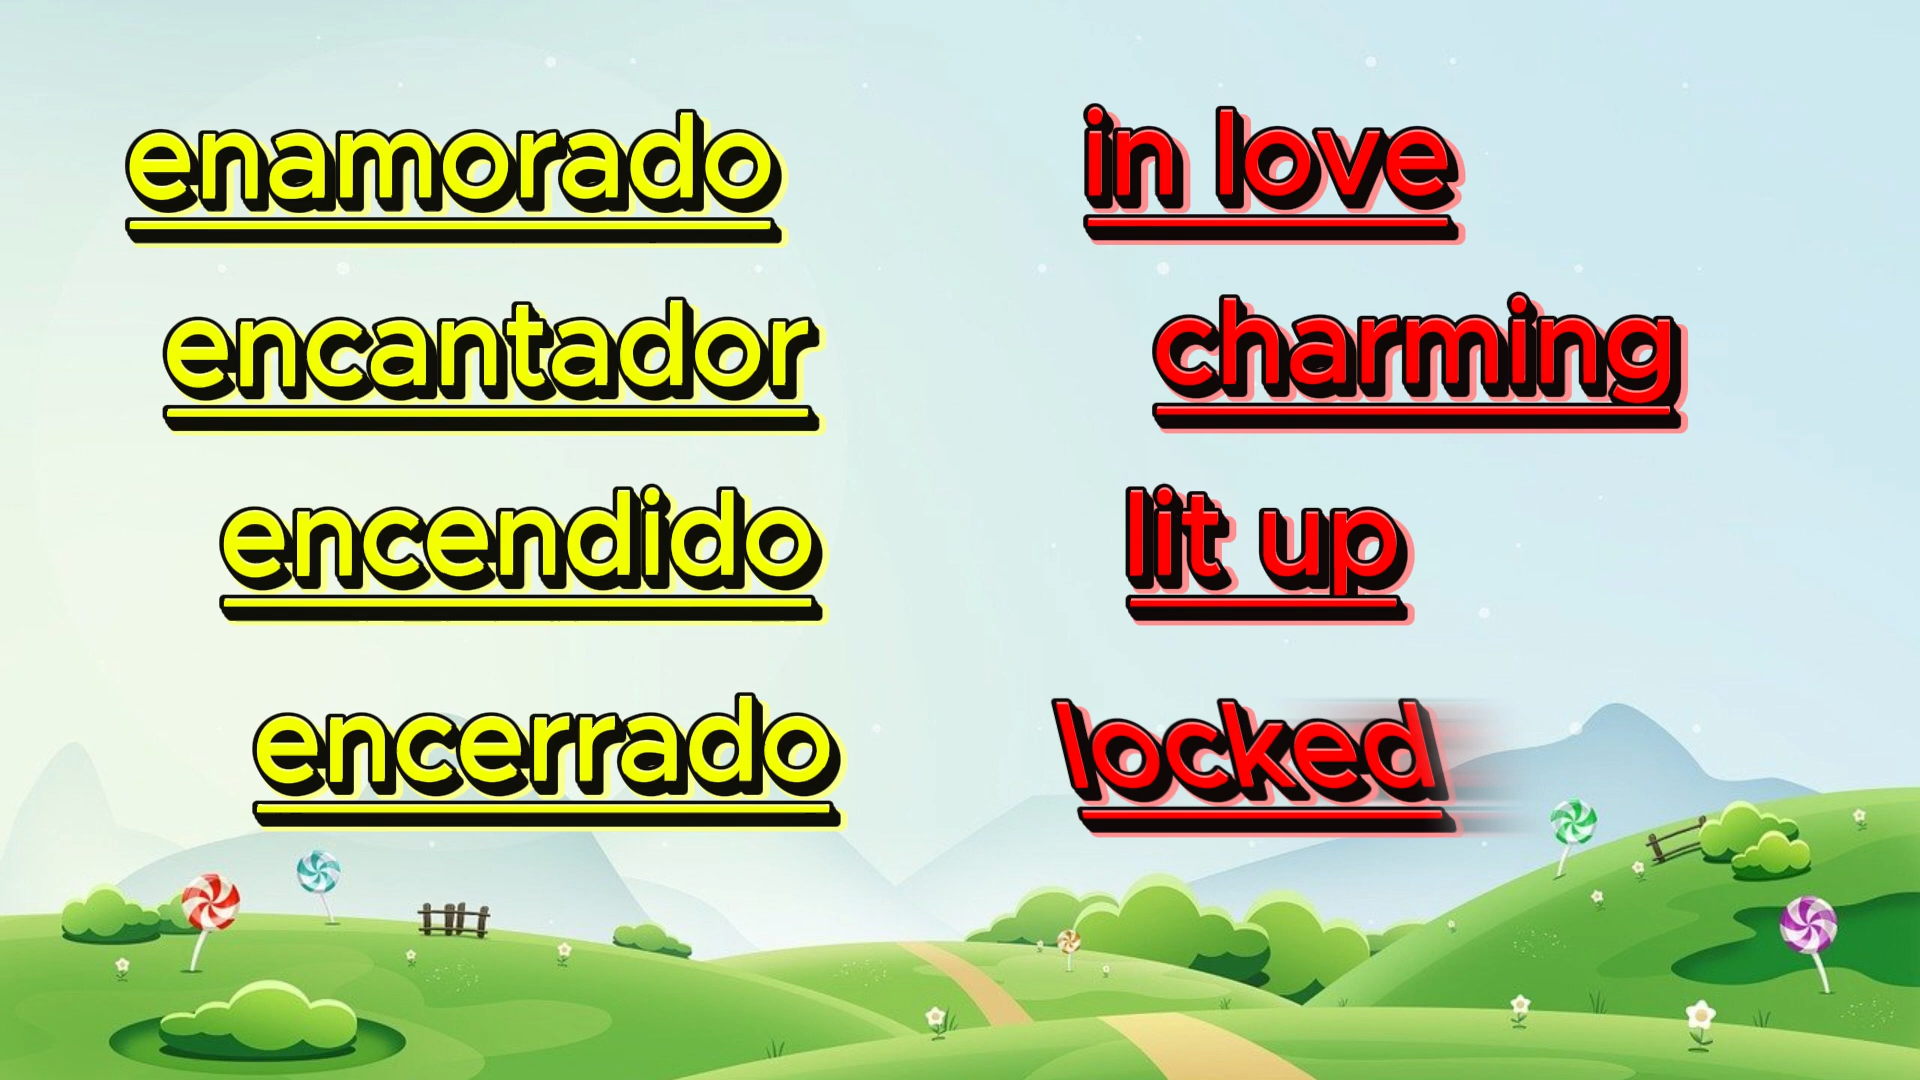 enamorado in love
encantador charming
encendido lit up
encerrado locked